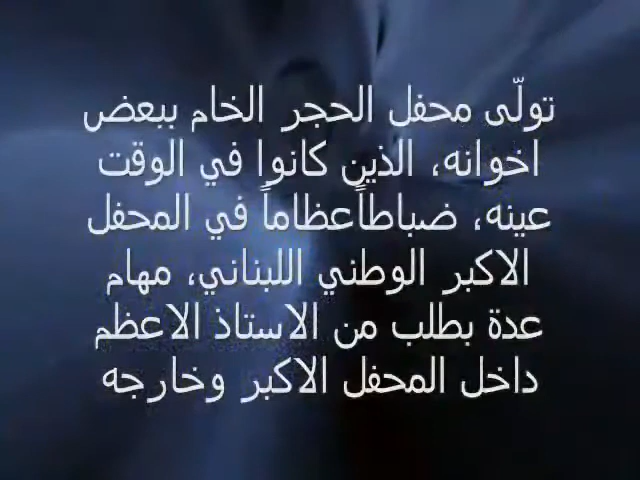 تولّى محفل الحجر الخام ببعض
اخوانه، الذين كانوا في الوقت
عينه، ضباطاًعظاماً في المحفل
الاكبر الوطني اللبناني، مهام
عدة بطلب من الاستاذ الاعظم
داخل المحفل الاكبر وخارجه